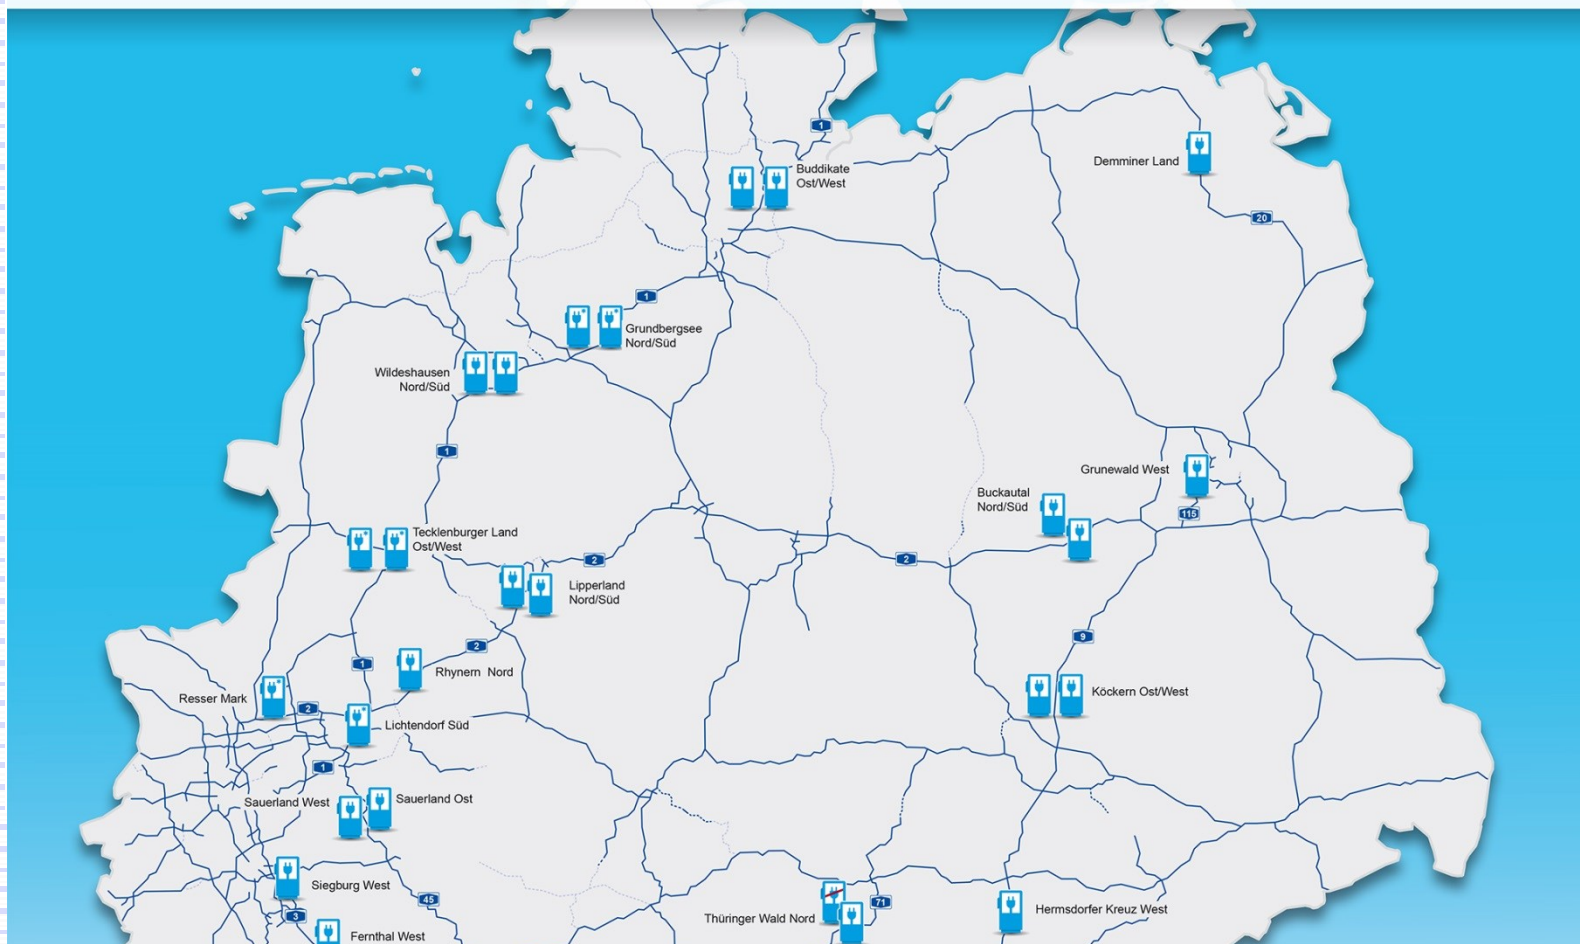 1
Buddikate
Ost/West
Demminer Land
20
1
Grundbergsee
Nord/Süd
Wildeshausen
Nord/Süd
1
Grunewald West
Buckautal
Nord/Süd
115
Tecklenburger Land
Ost/West
2
2
Lipperland
Nord/Süd
9
2
1
Rhynern Nord
Resser Mark
2
Köckern Ost/West
Lichtendorf Süd
1
Sauerland West
Sauerland Ost
Siegburg West
45
71
Hermsdorfer Kreuz West
3
Thüringer Wald Nord
Fernthal West